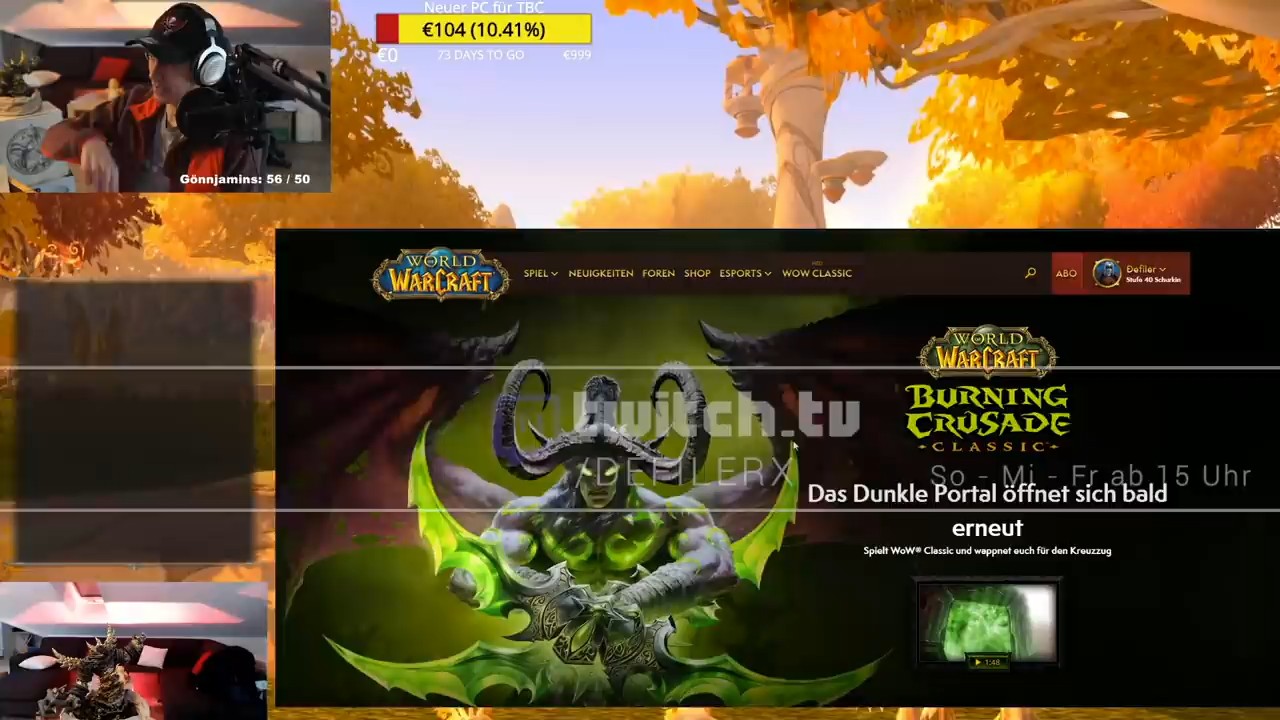 Neuer PC für TBC
€104 (10.41%)
€0
73 DAYS TO GO
€999
Gönnjamins: 56 / 50
WORLD
WARCRAFT
SPIEL
NEUIGKEITEN
FOREN
SHOP
ESPORTS
WOW CLASSIC
ABO
Defiler
Stufe 40 Schurkin
WORLD
WARCRAFT
BURNING
CRUSADE
CLASSIC
twitch.tv
/DEFILERX
So - Mi - Fr ab 15 Uhr
Das Dunkle Portal öffnet sich bald
erneut
Spielt WoW® Classic und wappnet euch für den Kreuzzug
1:48